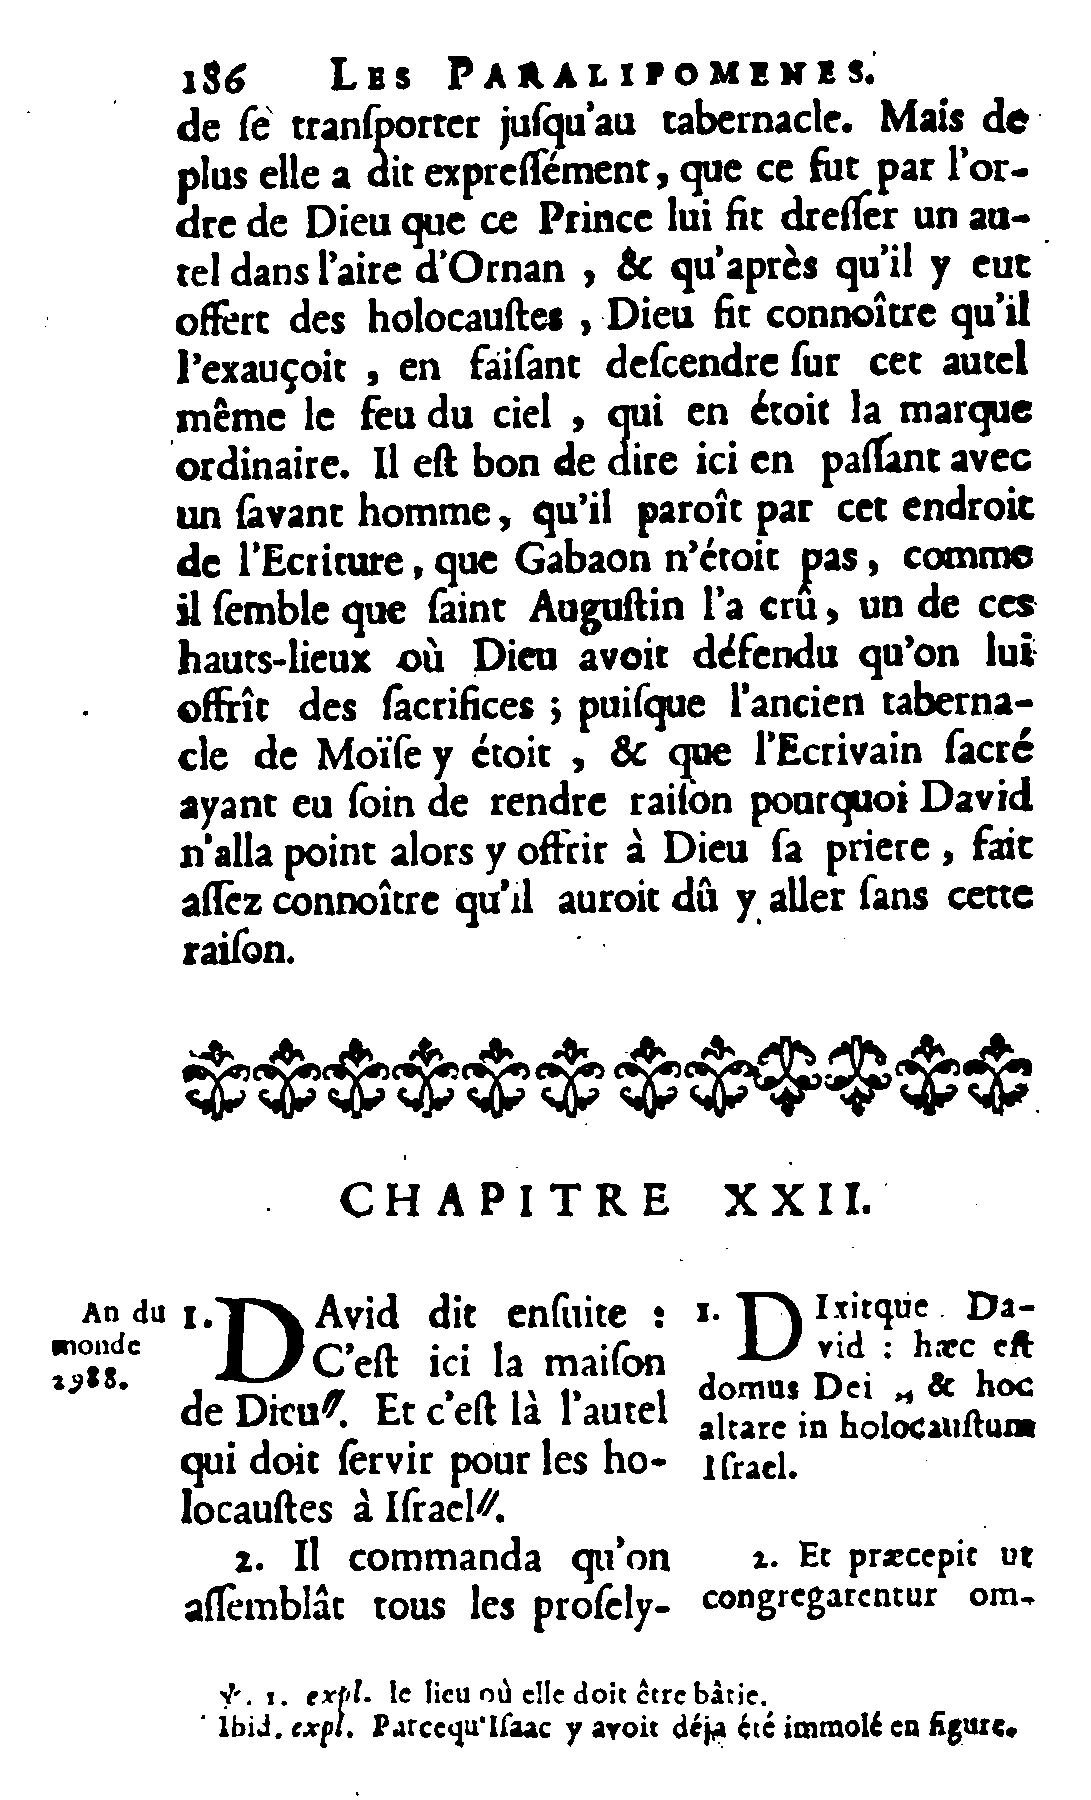 186 LES PARALIPOMENES.
de ſe tranſporter juſqu'au tabernacle. Mais de
plus elle a dit expreſſément, que ce fut par l'or-
dre de Dieu que ce Prince lui fit dreſſer un au-
tel dans l'aire d'Ornan, & qu'après qu'il y eut
offert des holocauſtes, Dieu fit connoître qu'il
l'exauçoit, en faiſant deſcendre ſur cet autel
même le feu du ciel, qui en étoit la marque
ordinaire. Il eſt bon de dire ici en paſſant avec
un ſavant homme, qu'il paroît par cet endroit
de l'Ecriture, que Gabaon n'étoit pas, comme
il ſemble que ſaint Auguſtin l'a crû, un de ces
hauts-lieux où Dieu avoit défendu qu'on lui
offrît des ſacrifices ; puiſque l'ancien taberna-
cle de Moïſe y étoit, & que l'Ecrivain ſacré
ayant eu ſoin de rendre raiſon pourquoi David
n'alla point alors y offrir à Dieu ſa priere, fait
aſſez connoître qu'il auroit dû y aller ſans cette
raiſon.
CHAPITRE XXII.
An du
monde
2988.
1. DAvid dit enſuite :
C'eſt ici la maiſon
de Dieu//. Et c'eſt là l'autel
qui doit ſervir pour les ho-
locauſtes à Iſrael//.
2. Il commanda qu'on
aſſemblât tous les proſely-
1. DIxitque Da-
vid : hæc eſt
domus Dei, & hoc
altare in holocauſtum
Iſrael.
2. Et præcepit ut
congregarentur om-
℣. 1. expl. le lieu où elle doit être bâtie.
Ibid. expl. Parcequ'Iſaac y avoit déja été immolé en figure.